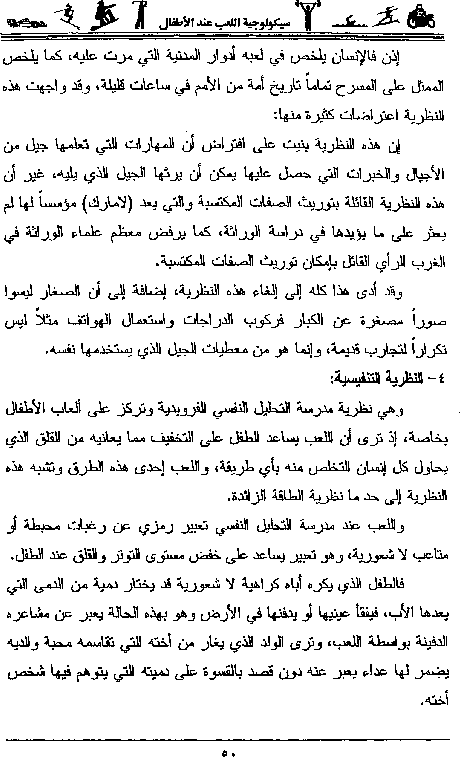 سيكولوجية اللعب عند الأطفال
إذن فالإنسان يلخص في لعبه أدوار المدنية التي مرت عليه، كما يلخص
الممثل على المسرح تماماً تاريخ أمة من الأمم في ساعات قليلة، وقد واجهت هذه
النظرية اعتراضات كثيرة منها:
إن هذه النظرية بنيت على افتراض أن المهارات التي تعلمها جيل من
الأجيال والخبرات التي حصل عليها يمكن أن يرثها الجيل الذي يليه، غير أن
هذه النظرية القائلة بتوريث الصفات المكتسبة والتي يعد (لامارك) مؤسساً لها لم
يعثر على ما يؤيدها في دراسة الوراثة، كما يرفض معظم علماء الوراثة في
الغرب للرأي القائل بإمكان توريث الصفات المكتسبة.
وقد أدى هذا كله إلى إلغاء هذه النظرية، إضافة إلى أن الصغار ليسوا
صوراً مصغرة عن الكبار فركوب الدراجات واستعمال الهواتف مثلاً ليس
تكراراً لتجارب قديمة، وإنما هو من معطيات الجيل الذي يستخدمها نفسه.
٤- النظرية التنفيسية:
وهي نظرية مدرسة التحليل النفسي الفرويدية وتركز على ألعاب الأطفال
بخاصة، إذ ترى أن اللعب يساعد الطفل على التخفيف مما يعانيه من القلق الذي
يحاول كل إنسان التخلص منه بأي طريقة، واللعب إحدى هذه الطرق وتشبه هذه
النظرية إلى حد ما نظرية الطاقة الزائدة.
واللعب عند مدرسة التحليل النفسي تعبير رمزي عن رغبات محبطة أو
متاعب لا شعورية، وهو تعبير يساعد على خفض مستوى التوتر والقلق عند الطفل.
فالطفل الذي يكره أباه كراهية لا شعورية قد يختار دمية من الدمى التي
يعدها الأب، فيفقأ عينيها أو يدفنها في الأرض وهو بهذه الحالة يعبر عن مشاعره
الدفينة بواسطة اللعب، وترى الولد الذي يغار من أخته التي تقاسمه محبة والديه
يضمر لها عداء يعبر عنه دون قصد بالقسوة على دميته التي يتوهم فيها شخص
أخته.
٥٠